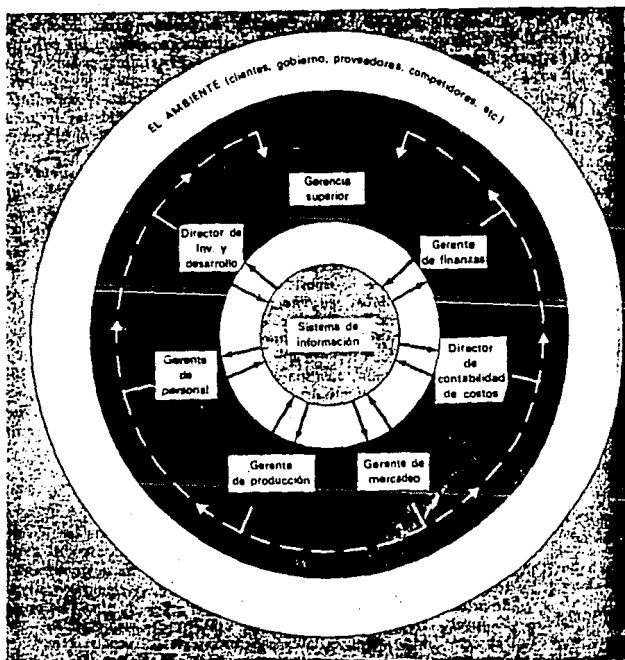 EL AMBIENTE (clientes, gobierno, proveedores, competidores, etc)
Gerencia
superior
Director de
Inv. y
desarrollo
Gerente
de finanzas
Sistema de
información
Gerente
de
personal
Director
de
contabilidad
de costos
Gerente
de producción
Gerente de
mercadeo